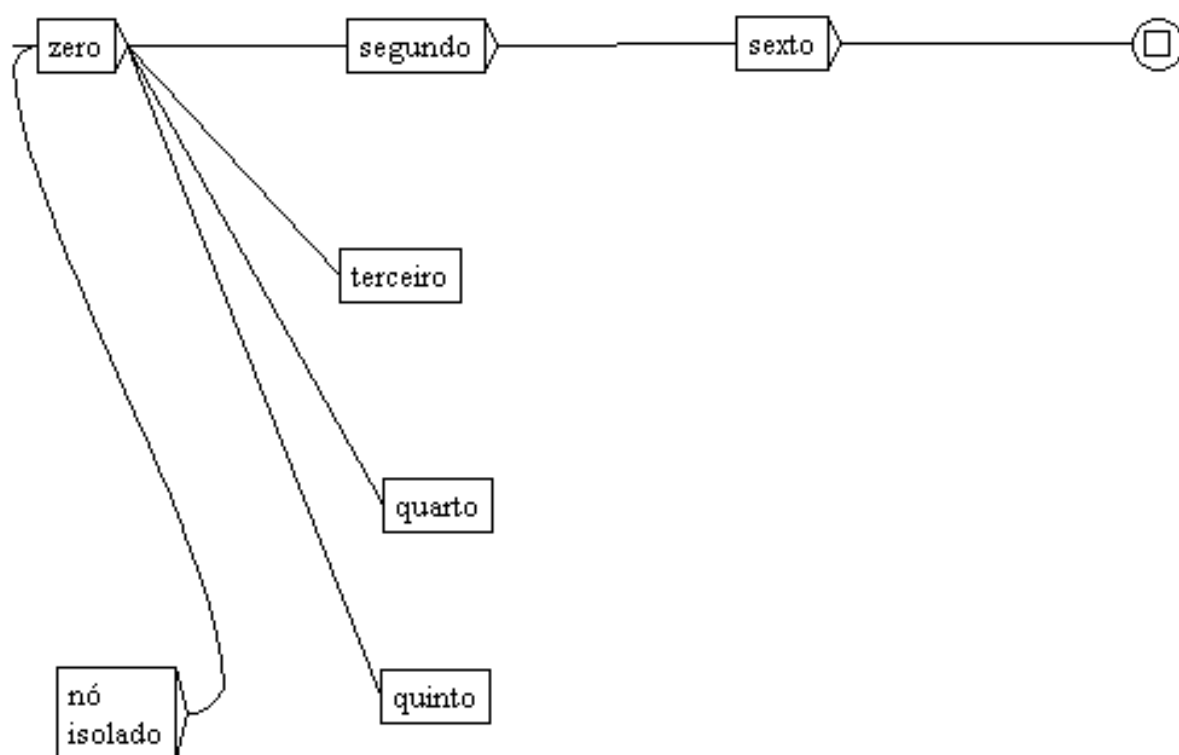 zero
segundo
sexto
terceiro
quarto
quinto
nó
isolado